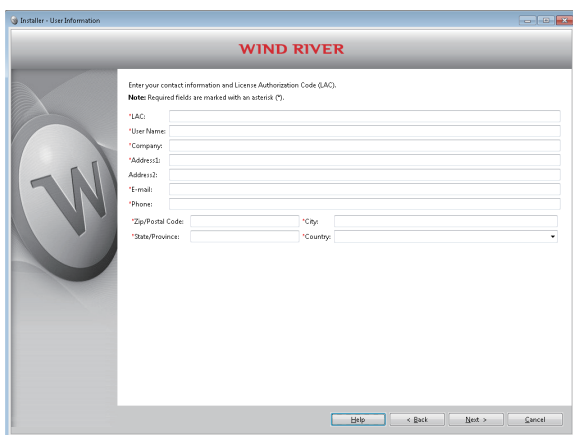 Installer - User Information
WIND RIVER
Enter your contact information and License Authorization Code (LAC).
Note: Required fields are marked with an asterisk (*).
*LAC:
*User Name:
*Company:
*Address1:
Address2:
*E-mail:
*Phone:
*Zip/Postal Code: *City:
*State/Province: *Country:
W
Help < Back Next > Cancel